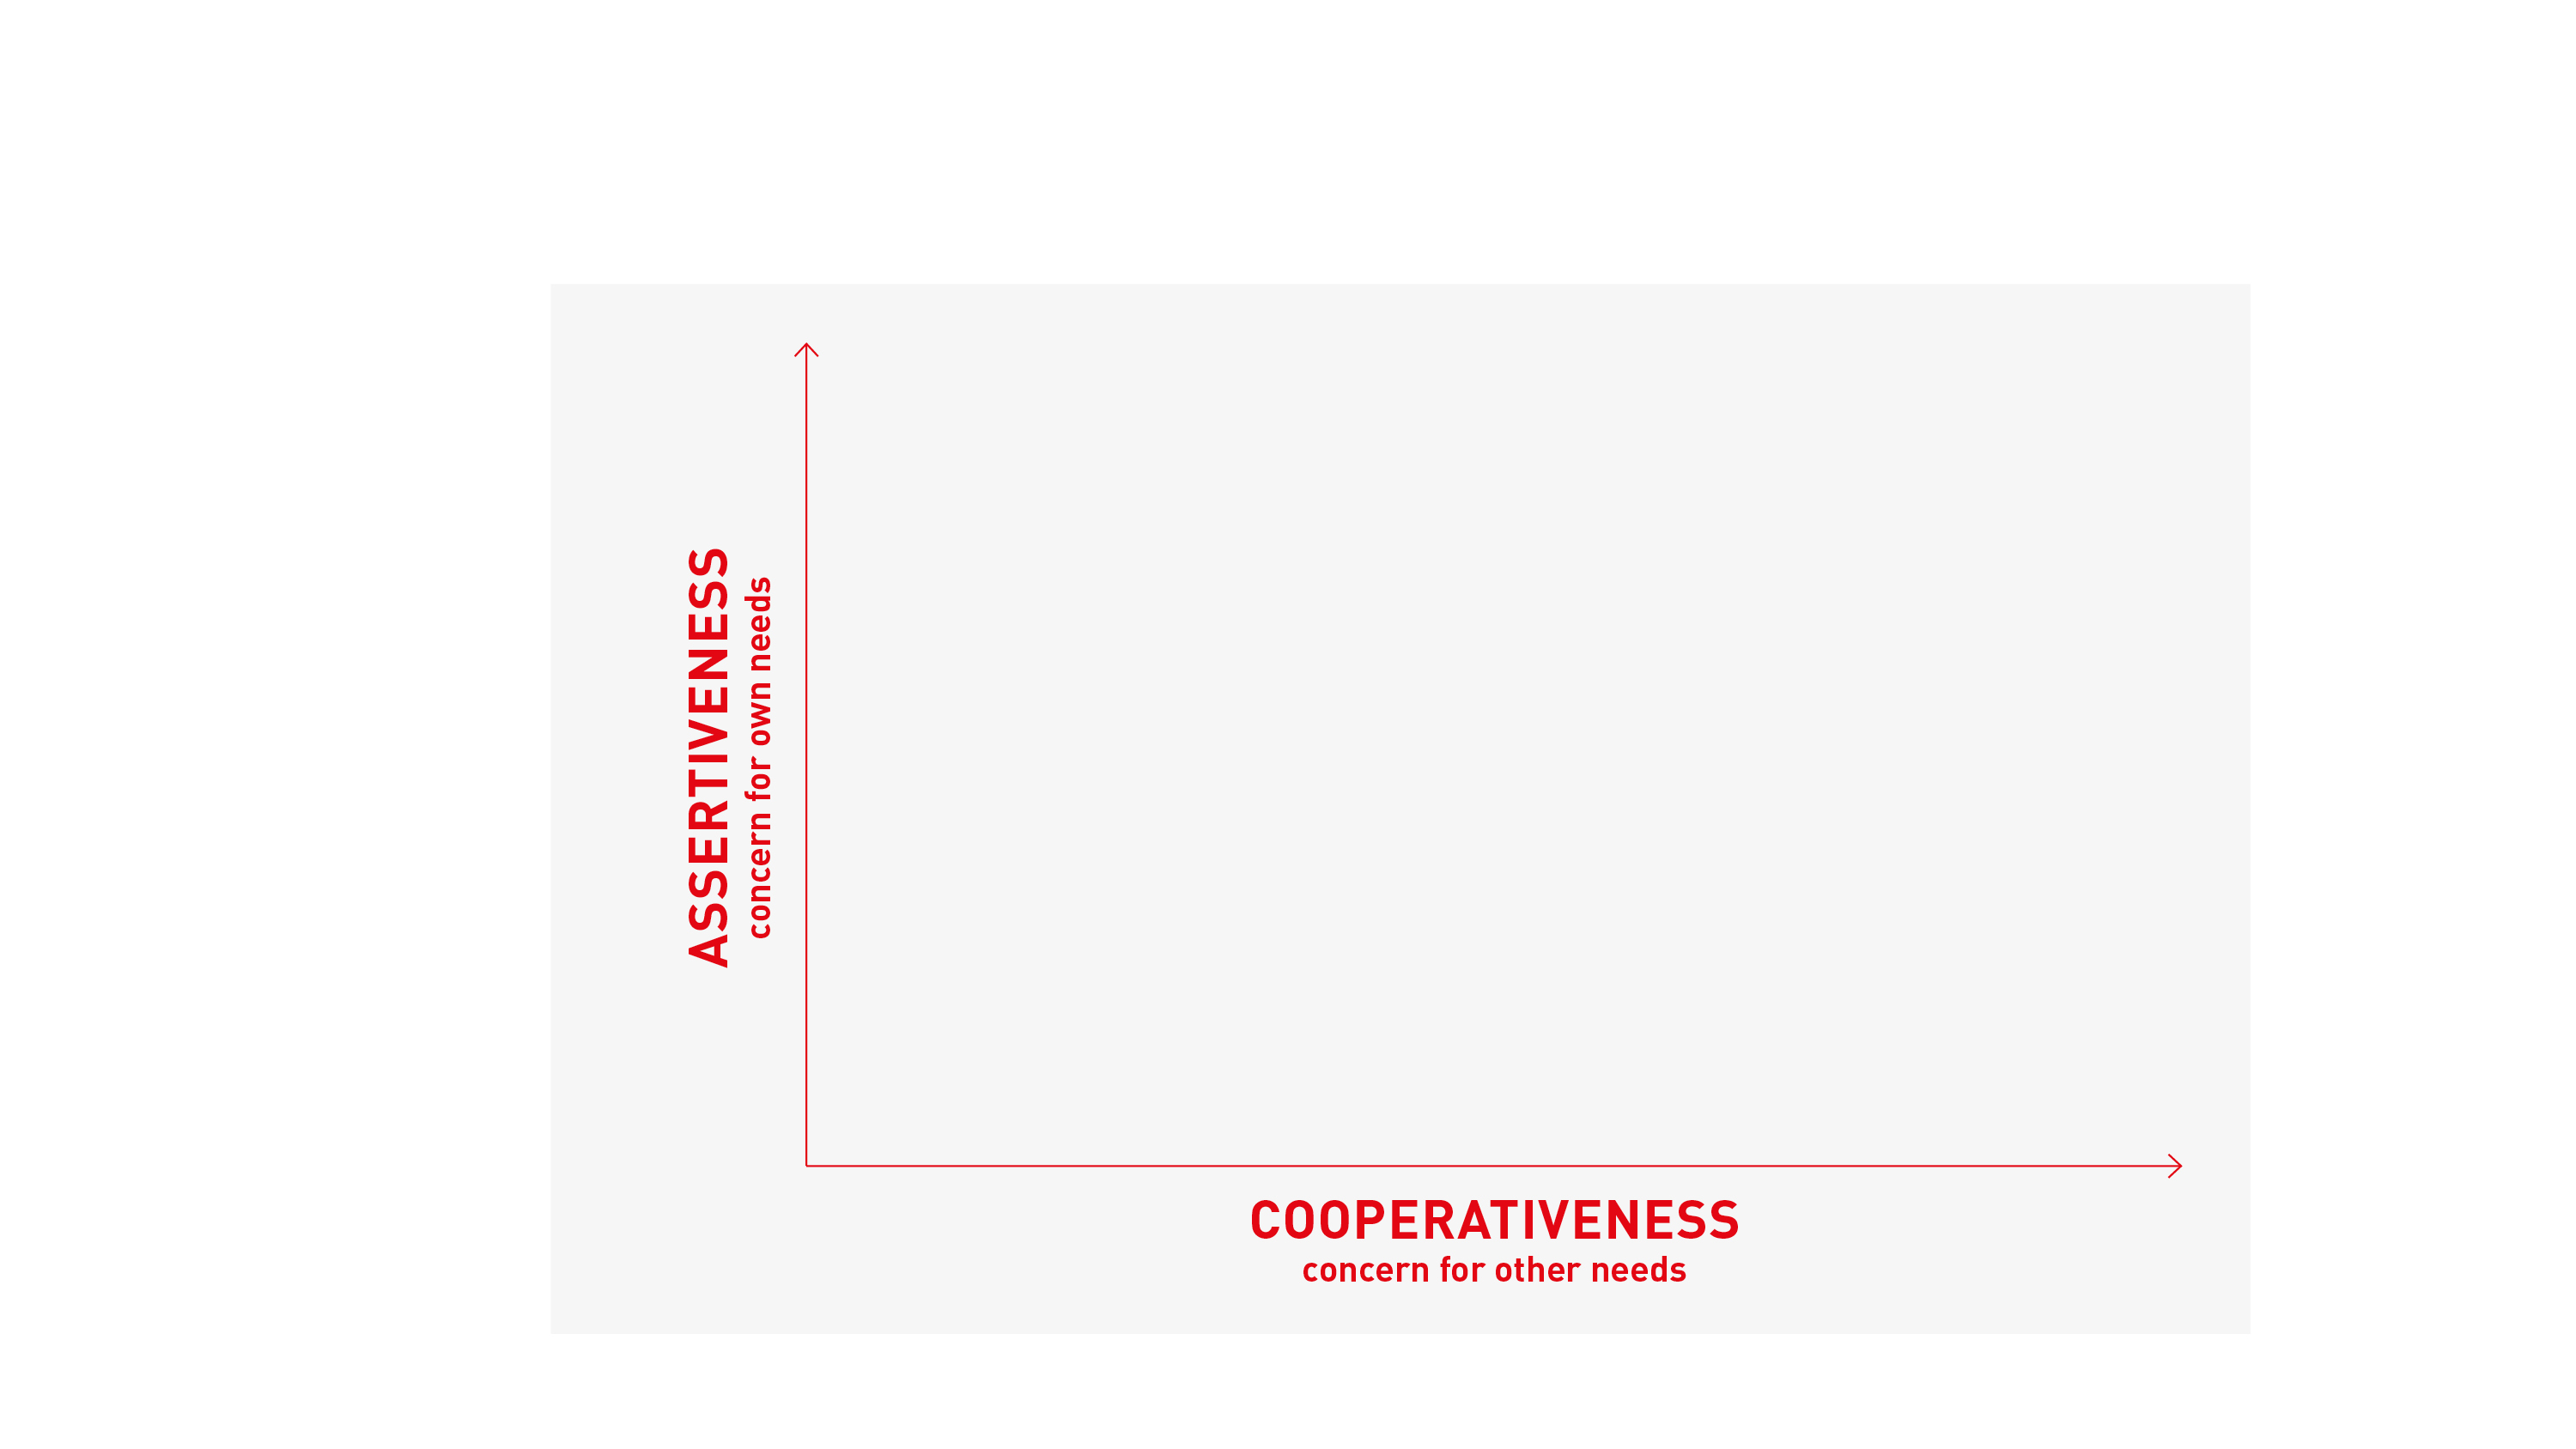 ASSERTIVENESS
concern for own needs
COOPERATIVENESS
concern for other needs